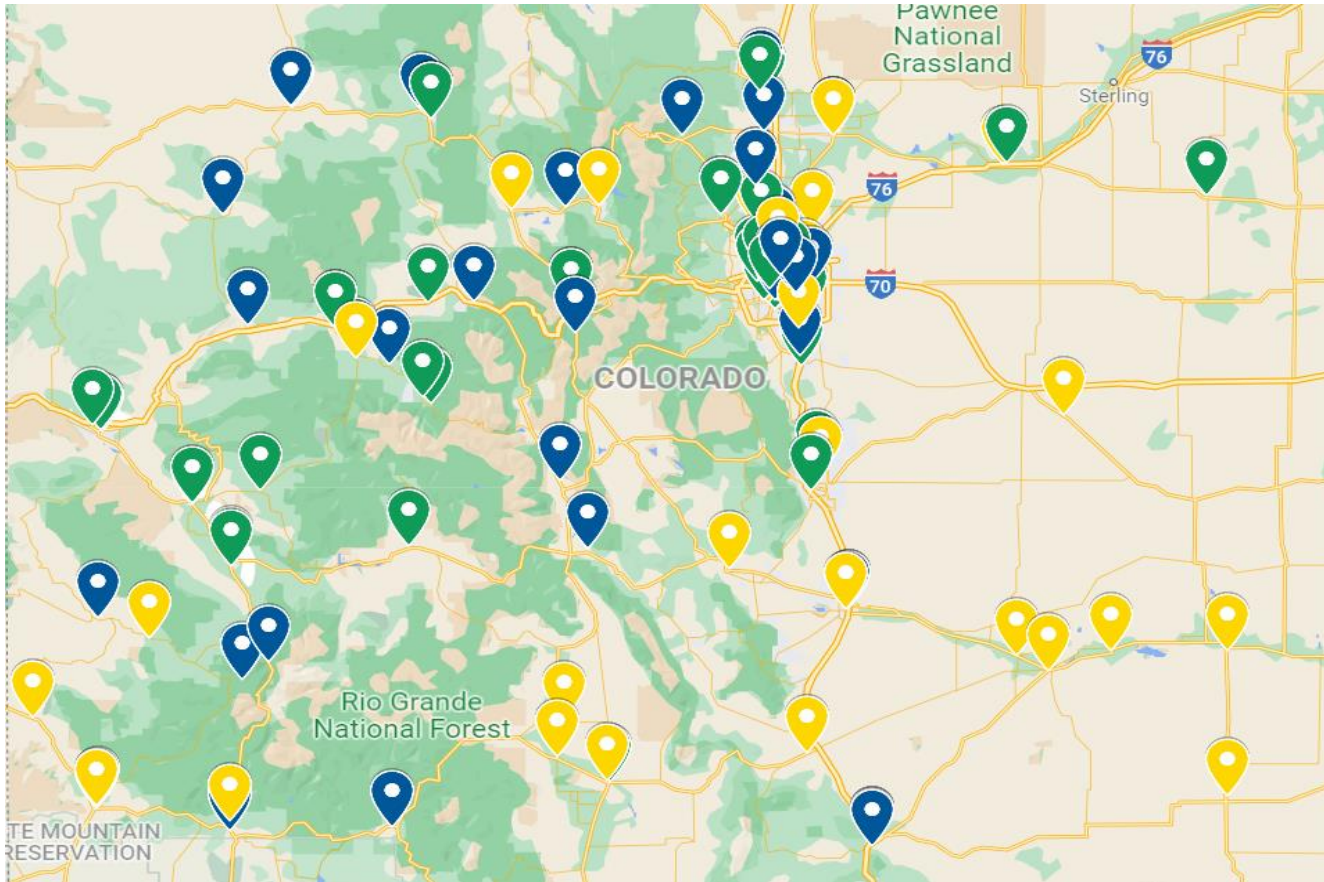 Pawnee
National
Grassland
76
Sterling
76
70
COLORADO
Rio Grande
National Forest
TE MOUNTAIN
RESERVATION